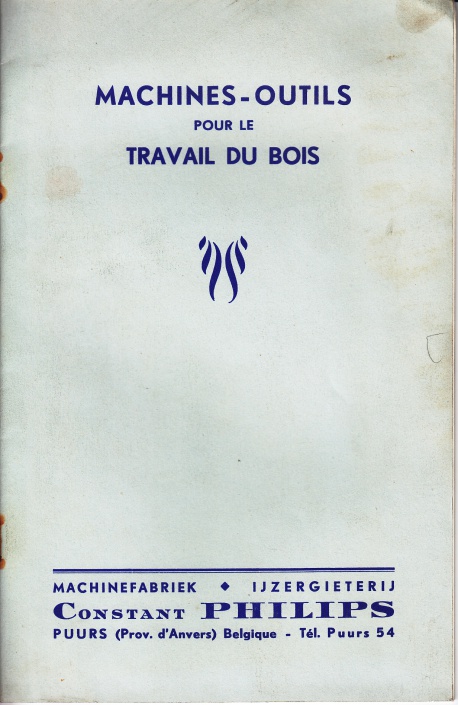 MACHINES-OUTILS
POUR LE
TRAVAIL DU BOIS
MACHINEFABRIEK ◆ IJZERGIETERIJ
CONSTANT PHILIPS
PUURS (Prov. d'Anvers) Belgique - Tél. Puurs 54